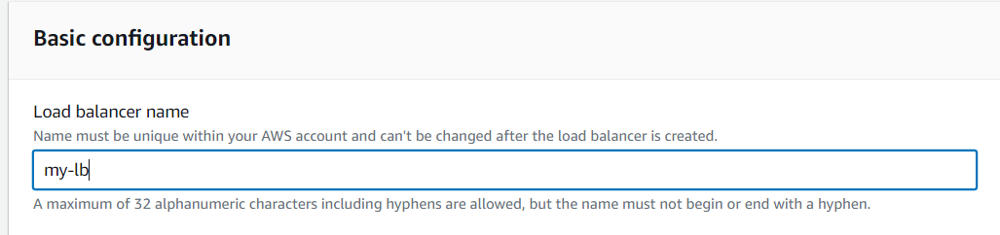 Basic configuration
Load balancer name
Name must be unique within your AWS account and can't be changed after the load balancer is created.
my-lb
A maximum of 32 alphanumeric characters including hyphens are allowed, but the name must not begin or end with a hyphen.